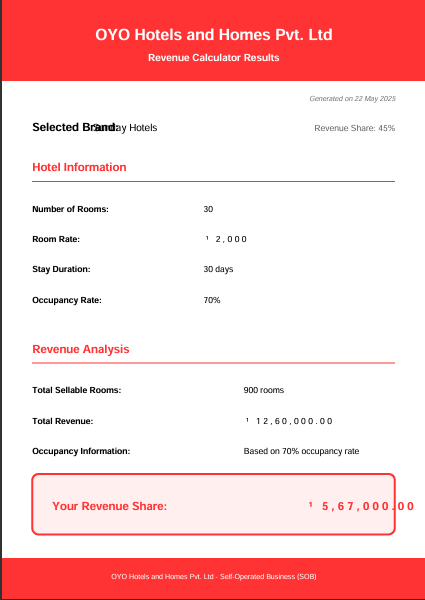 OYO Hotels and Homes Pvt. Ltd
Revenue Calculator Results
Generated on 22 May 2025
Selected Brand: Sunday Hotels
Revenue Share: 45%
Hotel Information
Number of Rooms: 30
Room Rate: ¹ 2,000
Stay Duration: 30 days
Occupancy Rate: 70%
Revenue Analysis
Total Sellable Rooms: 900 rooms
Total Revenue: ¹ 12,60,000.00
Occupancy Information: Based on 70% occupancy rate
Your Revenue Share: ¹ 5,67,000.00
OYO Hotels and Homes Pvt. Ltd - Self-Operated Business (SOB)